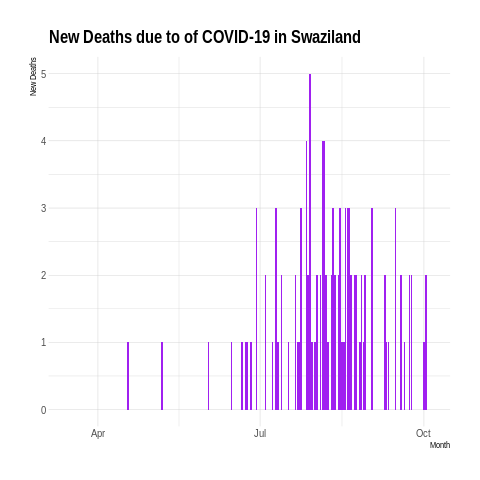 New Deaths due to of COVID-19 in Swaziland
New Deaths
5
4
3
2
1
0
Apr
Jul
Oct
Month